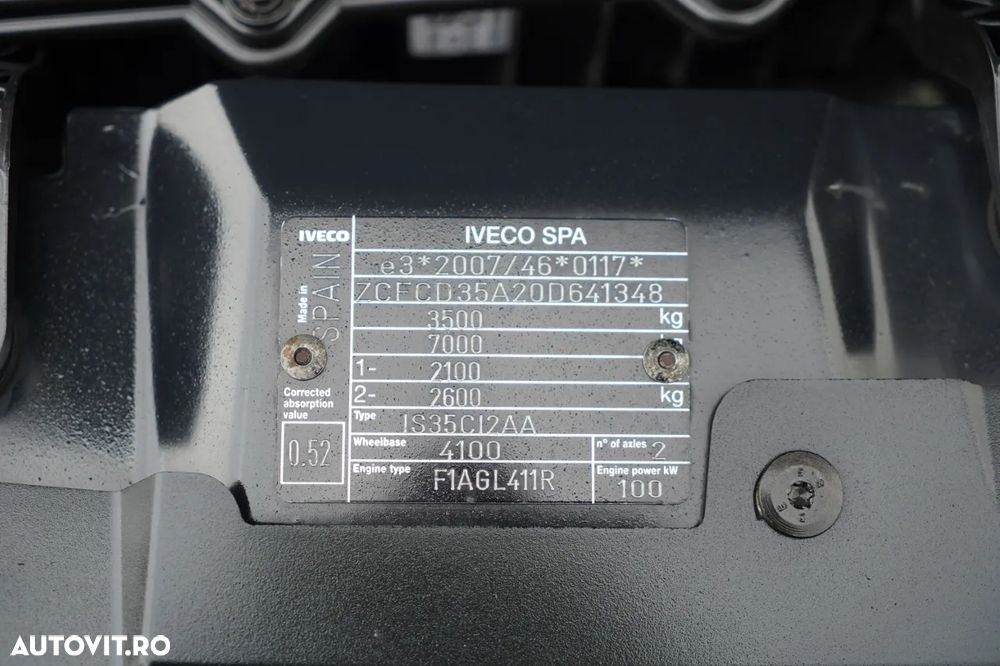 IVECO
IVECO SPA
e3*2007/46*0117*
ZCFCD35A20D641348
Made in
SPAIN
3500 kg
7000
1- 2100
2- 2600 kg
Corrected
absorption
value
0.52
Type IS35CI2AA
Wheelbase 4100
n° of axles 2
Engine type F1AGL411R
Engine power kW
100
AUTOVIT.RO